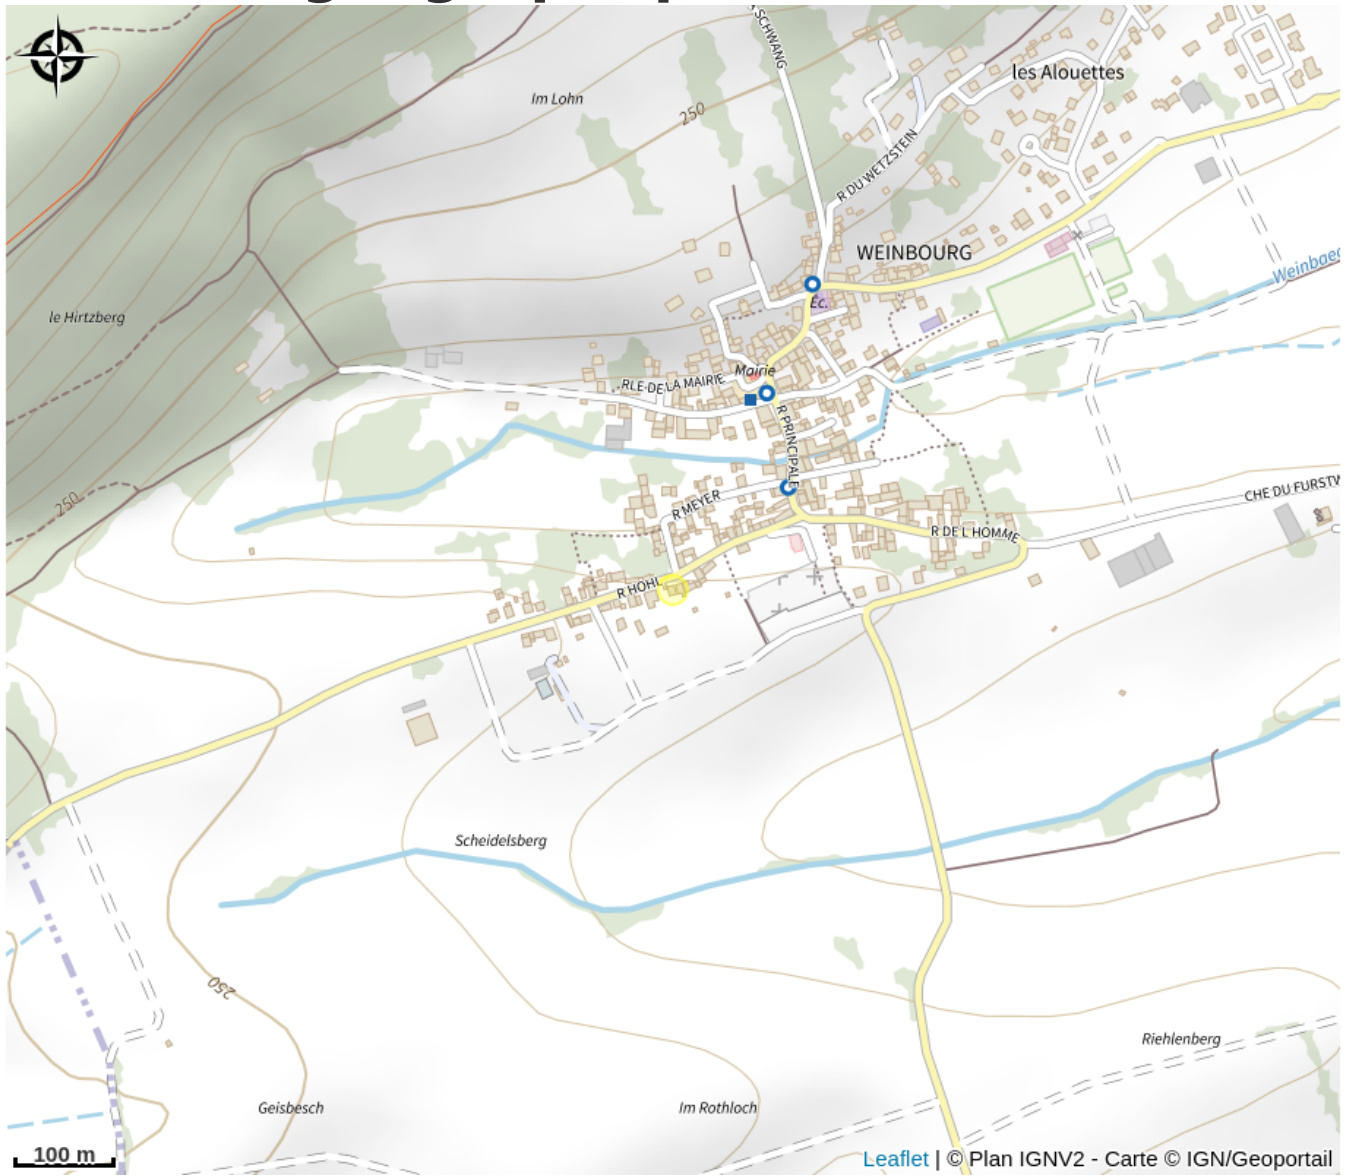 SCHWANG
les Alouettes
Im Lohn
250
R DU WETZSTEIN
WEINBOURG
Weinbaec
le Hirtzberg
Éc.
Mairie
RLE DE LA MAIRIE
R PRINCIPALE
250
R MEYER
CHE DU FURSTW
R DE L HOMME
R HOHL
Scheidelsberg
250
Riehlenberg
Geisbesch
Im Rothloch
100 m
Leaflet | © Plan IGNV2 - Carte © IGN/Geoportail